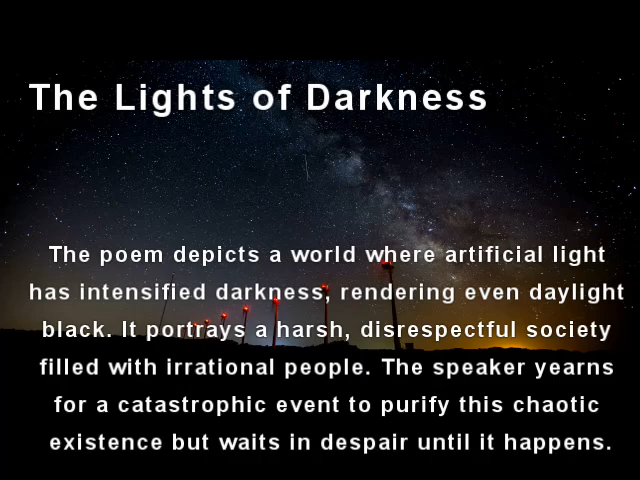 The Lights of Darkness
The poem depicts a world where artificial light
has intensified darkness, rendering even daylight
black. It portrays a harsh, disrespectful society
filled with irrational people. The speaker yearns
for a catastrophic event to purify this chaotic
existence but waits in despair until it happens.